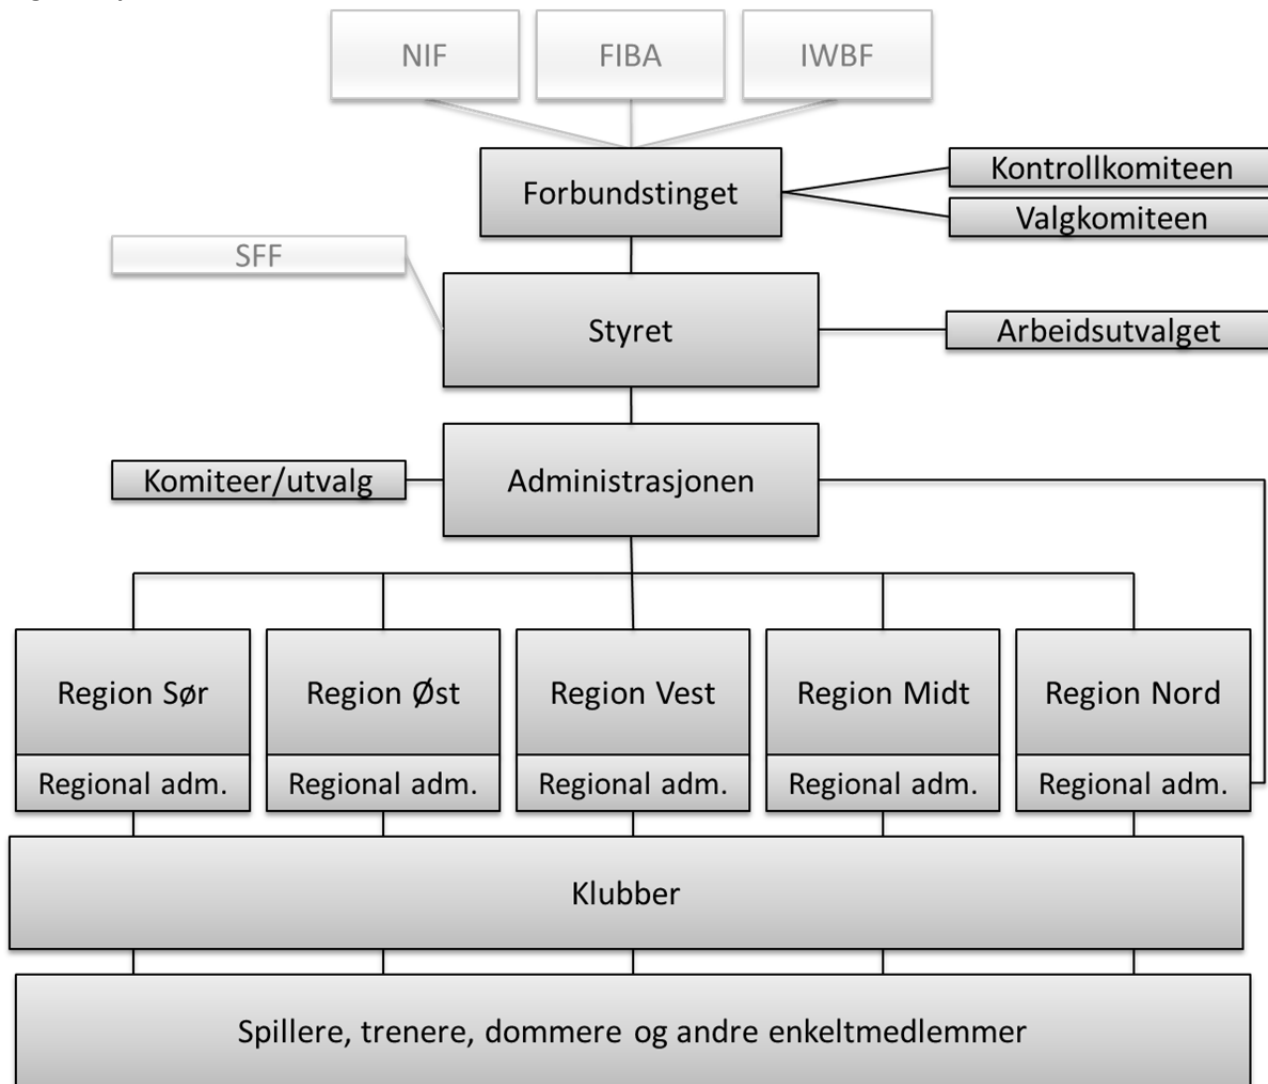 NIF
FIBA
IWBF
Forbundstinget
Kontrollkomiteen
Valgkomiteen
SFF
Styret
Arbeidsutvalget
Komiteer/utvalg
Administrasjonen
Region Sør
Region Øst
Region Vest
Region Midt
Region Nord
Regional adm.
Regional adm.
Regional adm.
Regional adm.
Regional adm.
Klubber
Spillere, trenere, dommere og andre enkeltmedlemmer